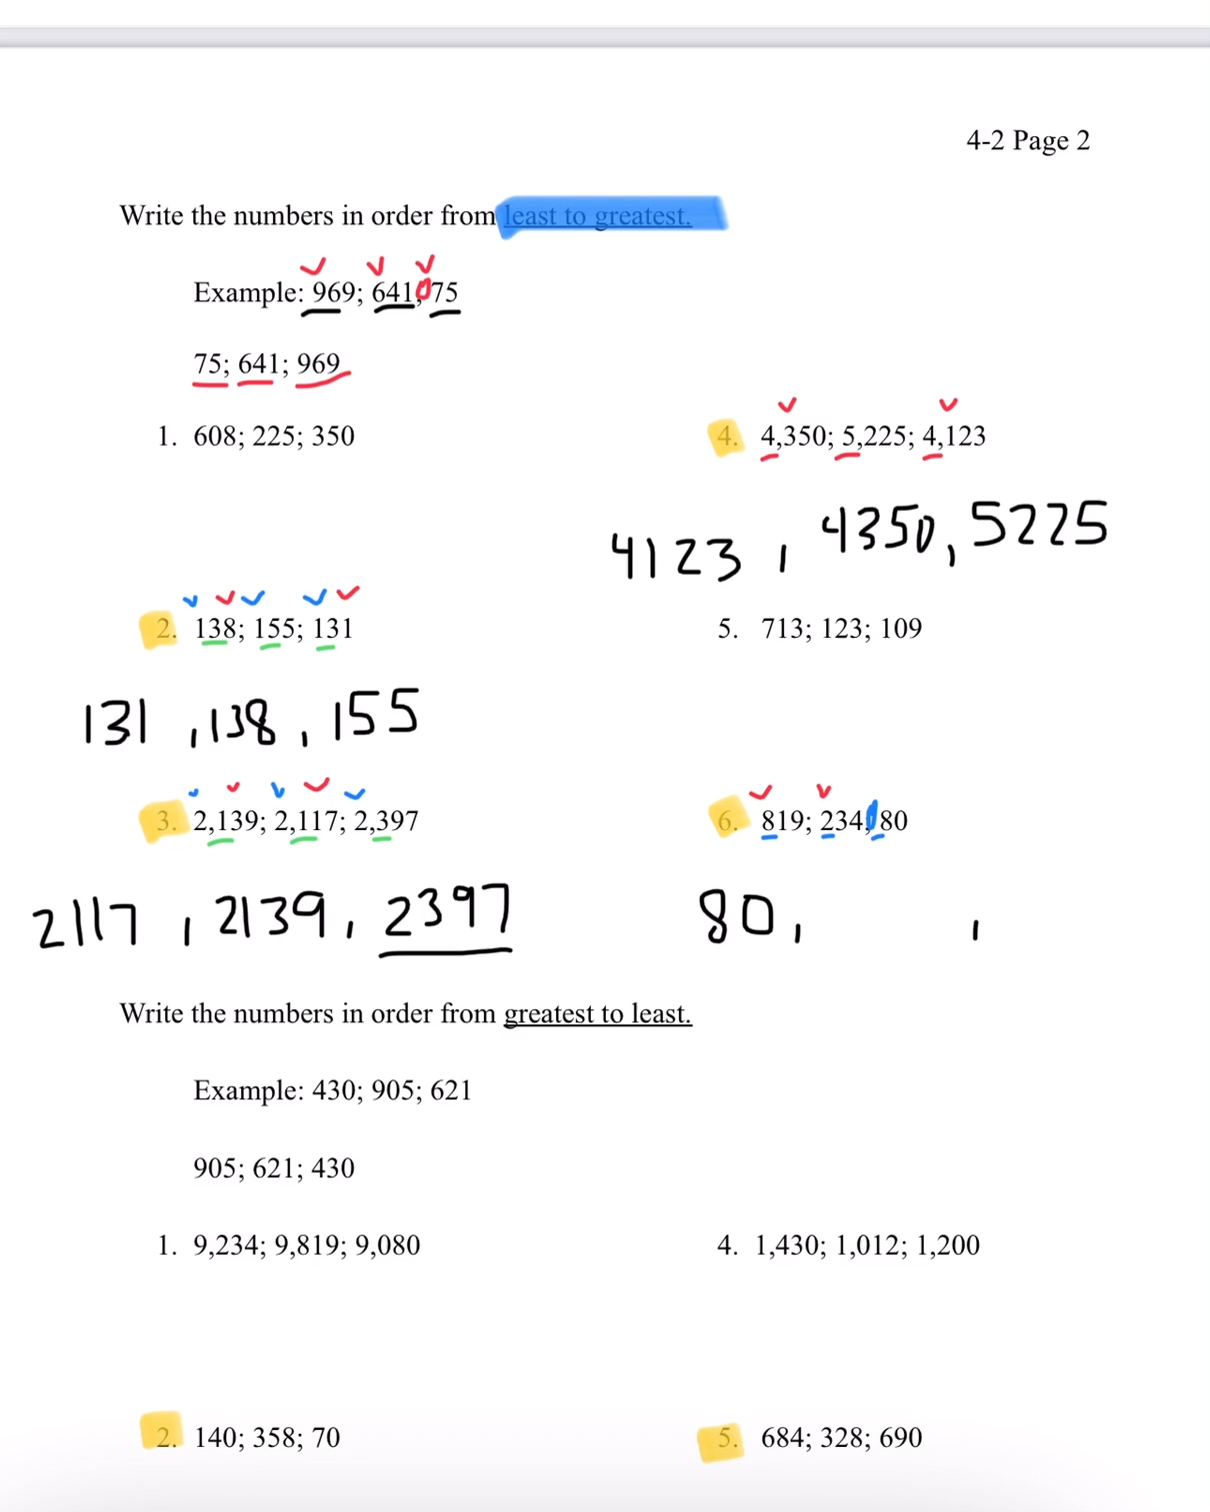 4-2 Page 2
Write the numbers in order from least to greatest.
Example: 969; 641; 075
75; 641; 969
1. 608; 225; 350
4. 4,350; 5,225; 4,123
4123 , 4350, 5225
2. 138; 155; 131
5. 713; 123; 109
131 , 138 , 155
3. 2,139; 2,117; 2,397
6. 819; 234; 080
2117 , 2139 , 2397
80, ,
Write the numbers in order from greatest to least.
Example: 430; 905; 621
905; 621; 430
1. 9,234; 9,819; 9,080
4. 1,430; 1,012; 1,200
2. 140; 358; 70
5. 684; 328; 690